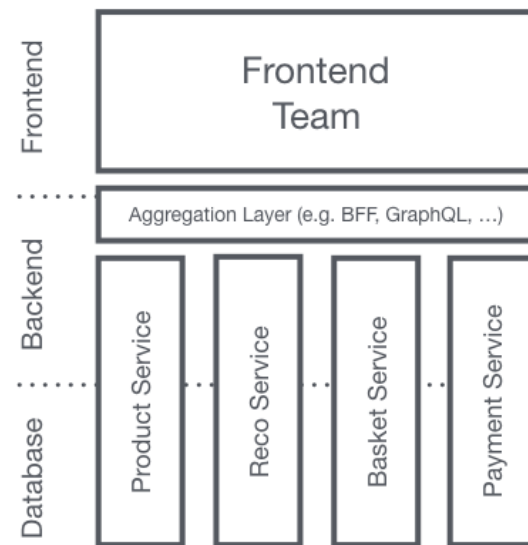 Frontend
Frontend
Team
Backend
Aggregation Layer (e.g. BFF, GraphQL, ...)
Database
Product Service
Reco Service
Basket Service
Payment Service